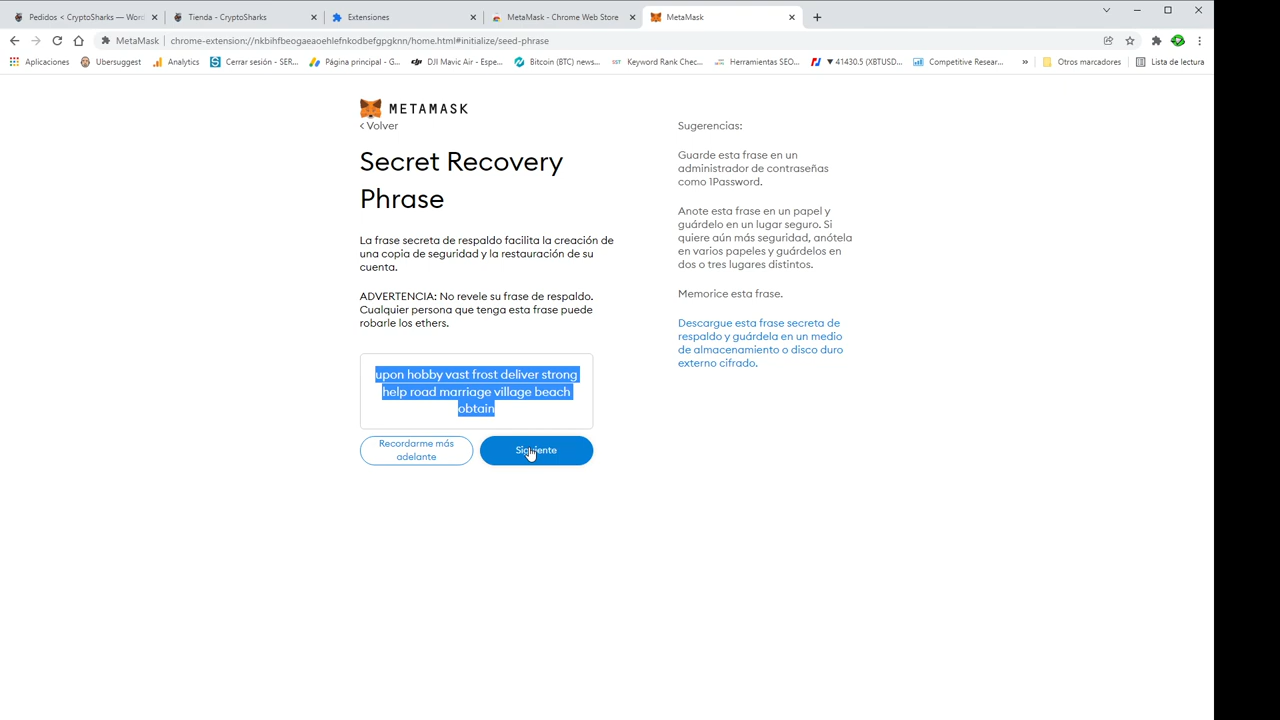 Pedidos < CryptoSharks — Wor
Tienda - CryptoSharks
Extensiones
MetaMask - Chrome Web Store
MetaMask
MetaMask
chrome-extension://nkbihfbeogaeaoehlefnkodbefgpgknn/home.html#initialize/seed-phrase
Aplicaciones
Ubersuggest
Analytics
Cerrar sesión - SER...
Página principal - G...
DJI Mavic Air - Espe...
Bitcoin (BTC) news...
Keyword Rank Chec...
Herramientas SEO...
▼ 41430.5 (XBTUSD...
Competitive Resear...
»
Otros marcadores
Lista de lectura
METAMASK
< Volver
Secret Recovery
Phrase
La frase secreta de respaldo facilita la creación de
una copia de seguridad y la restauración de su
cuenta.
ADVERTENCIA: No revele su frase de respaldo.
Cualquier persona que tenga esta frase puede
robarle los ethers.
upon hobby vast frost deliver strong
help road marriage village beach
obtain
Recordarme más
adelante
Siguiente
Sugerencias:
Guarde esta frase en un
administrador de contraseñas
como 1Password.
Anote esta frase en un papel y
guárdelo en un lugar seguro. Si
quiere aún más seguridad, anótela
en varios papeles y guárdelos en
dos o tres lugares distintos.
Memorice esta frase.
Descargue esta frase secreta de
respaldo y guárdela en un medio
de almacenamiento o disco duro
externo cifrado.